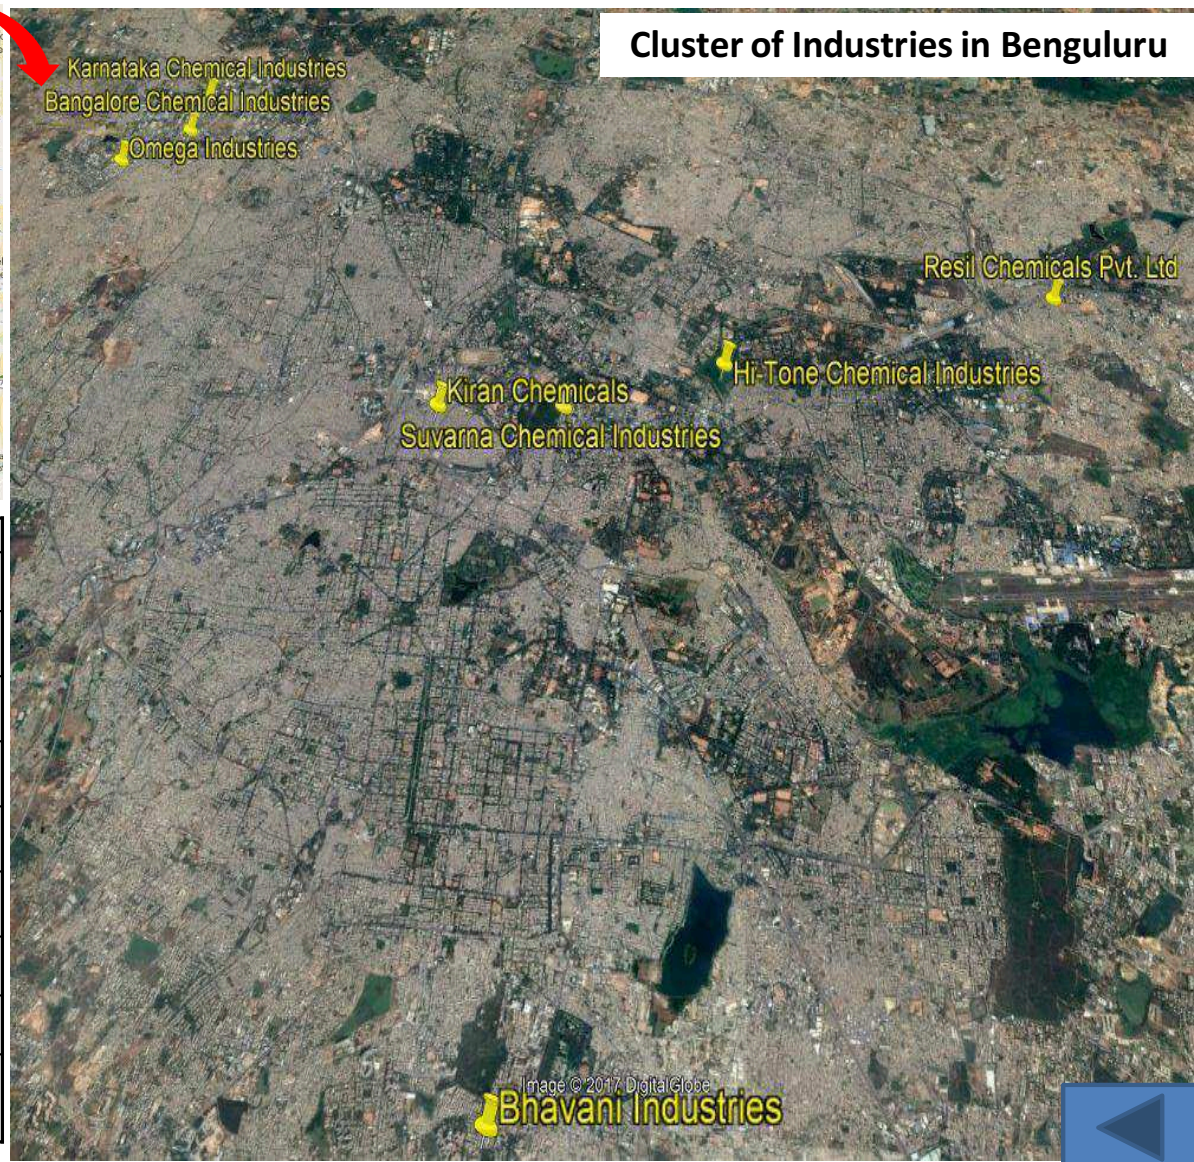 Cluster of Industries in Benguluru
Karnataka Chemical Industries
Bangalore Chemical Industries
Omega Industries
Resil Chemicals Pvt. Ltd
Hi-Tone Chemical Industries
Kiran Chemicals
Suvarna Chemical Industries
Image © 2017 DigitalGlobe
Bhavani Industries